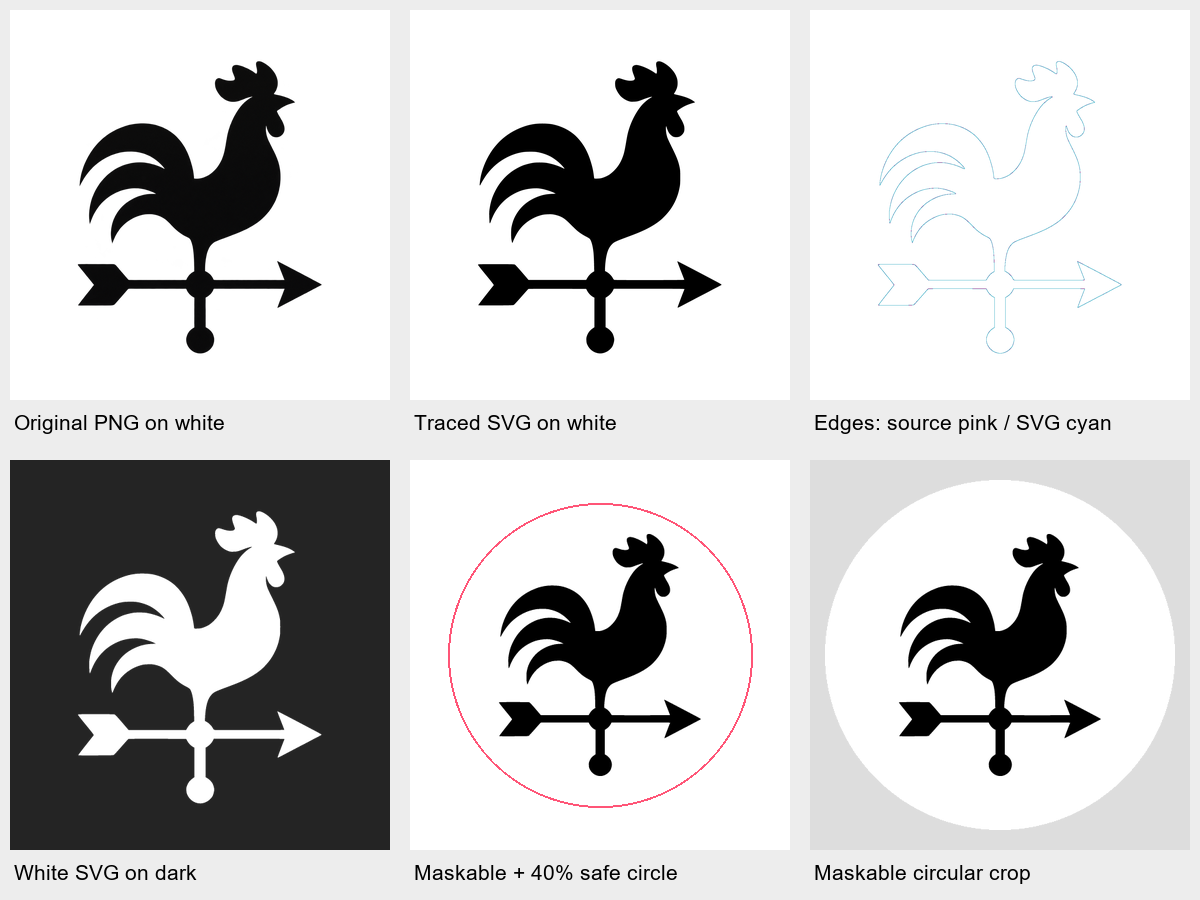 Original PNG on white
Traced SVG on white
Edges: source pink / SVG cyan
White SVG on dark
Maskable + 40% safe circle
Maskable circular crop